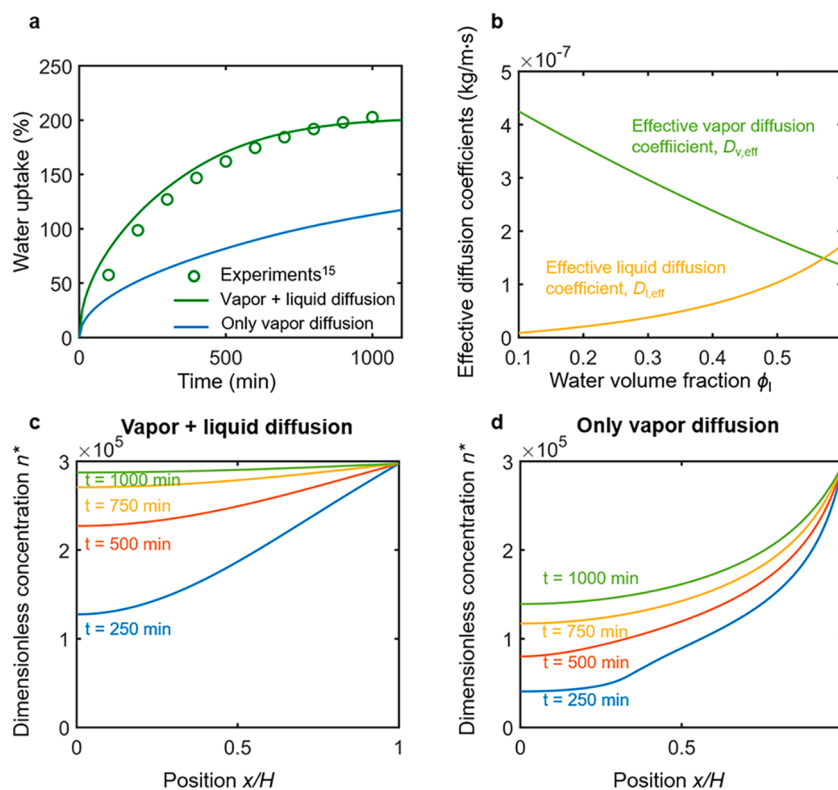 a
Water uptake (%)
250
200
150
100
50
0
Experiments15
Vapor + liquid diffusion
Only vapor diffusion
0
500
1000
Time (min)
b
Effective diffusion coefficients (kg/m·s)
×10-7
5
4
3
2
1
0
Effective vapor diffusion
coeffiicient, Dv,eff
Effective liquid diffusion
coefficient, Dl,eff
0.1
0.2
0.3
0.4
0.5
Water volume fraction ϕl
c
Vapor + liquid diffusion
Dimensionless concentration n*
×105
3
2
1
0
t = 1000 min
t = 750 min
t = 500 min
t = 250 min
0
0.5
1
Position x/H
d
Only vapor diffusion
Dimensionless concentration n*
×105
3
2
1
0
t = 1000 min
t = 750 min
t = 500 min
t = 250 min
0
0.5
Position x/H